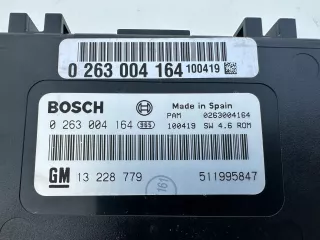 0 263 004 164 100419
BOSCH Made in Spain
PAM 0263004164
0 263 004 164
100419 SW 4.6 ROM
GM 13 228 779 511995847
161